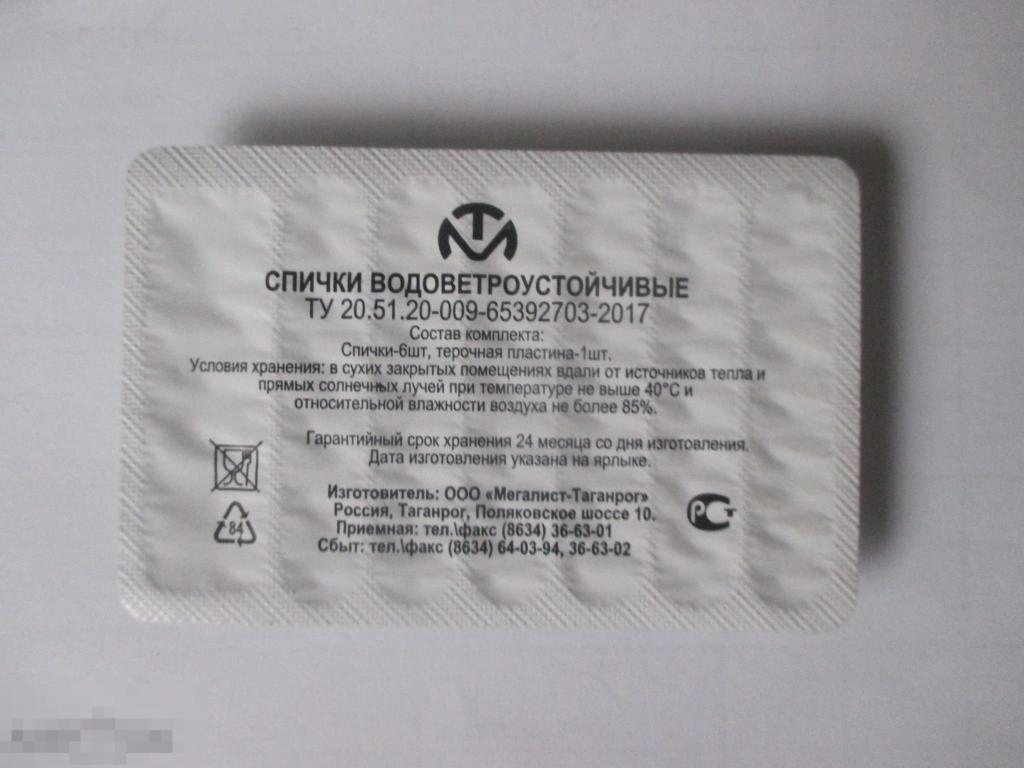 СПИЧКИ ВОДОВЕТРОУСТОЙЧИВЫЕ
ТУ 20.51.20-009-65392703-2017
Состав комплекта:
Спички-6шт, терочная пластина-1шт.
Условия хранения: в сухих закрытых помещениях вдали от источников тепла и
прямых солнечных лучей при температуре не выше 40°С и
относительной влажности воздуха не более 85%.
Гарантийный срок хранения 24 месяца со дня изготовления.
Дата изготовления указана на ярлыке.
Изготовитель: ООО «Мегалист-Таганрог»
Россия, Таганрог, Поляковское шоссе 10.
Приемная: тел.\факс (8634) 36-63-01
Сбыт: тел.\факс (8634) 64-03-94, 36-63-02
84
РСТ